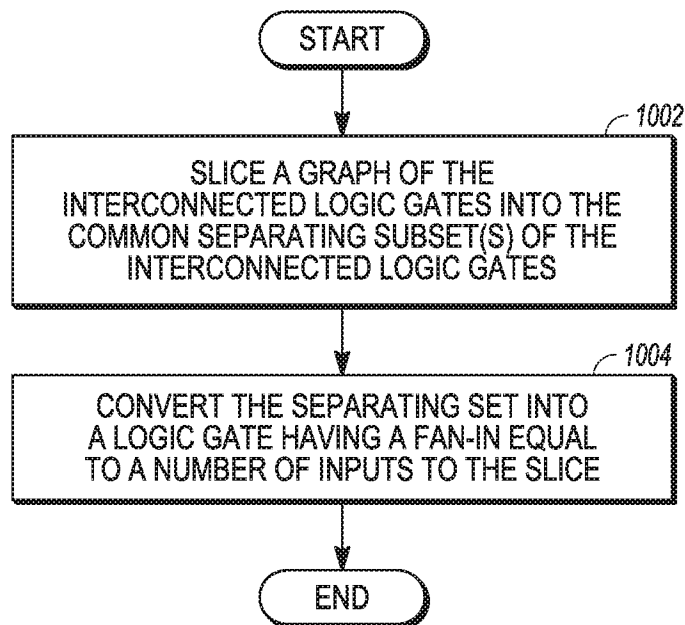 START
1002
SLICE A GRAPH OF THE
INTERCONNECTED LOGIC GATES INTO THE
COMMON SEPARATING SUBSET(S) OF THE
INTERCONNECTED LOGIC GATES
1004
CONVERT THE SEPARATING SET INTO
A LOGIC GATE HAVING A FAN-IN EQUAL
TO A NUMBER OF INPUTS TO THE SLICE
END